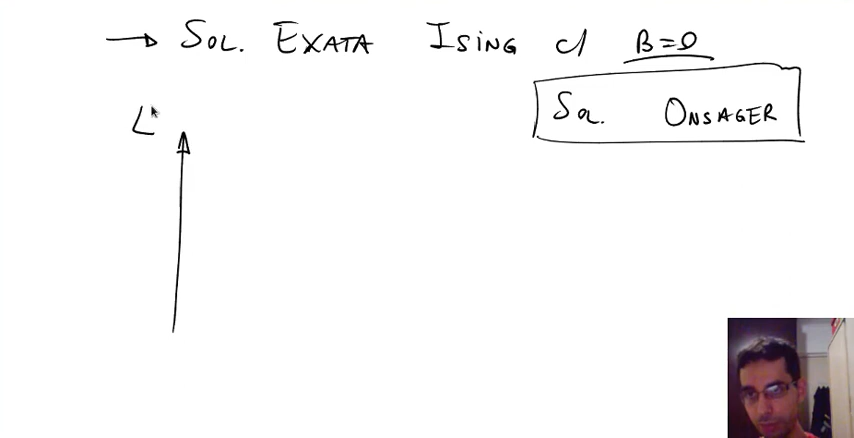 → SOL. EXATA ISING c/ B=0
SOL. ONSAGER
L